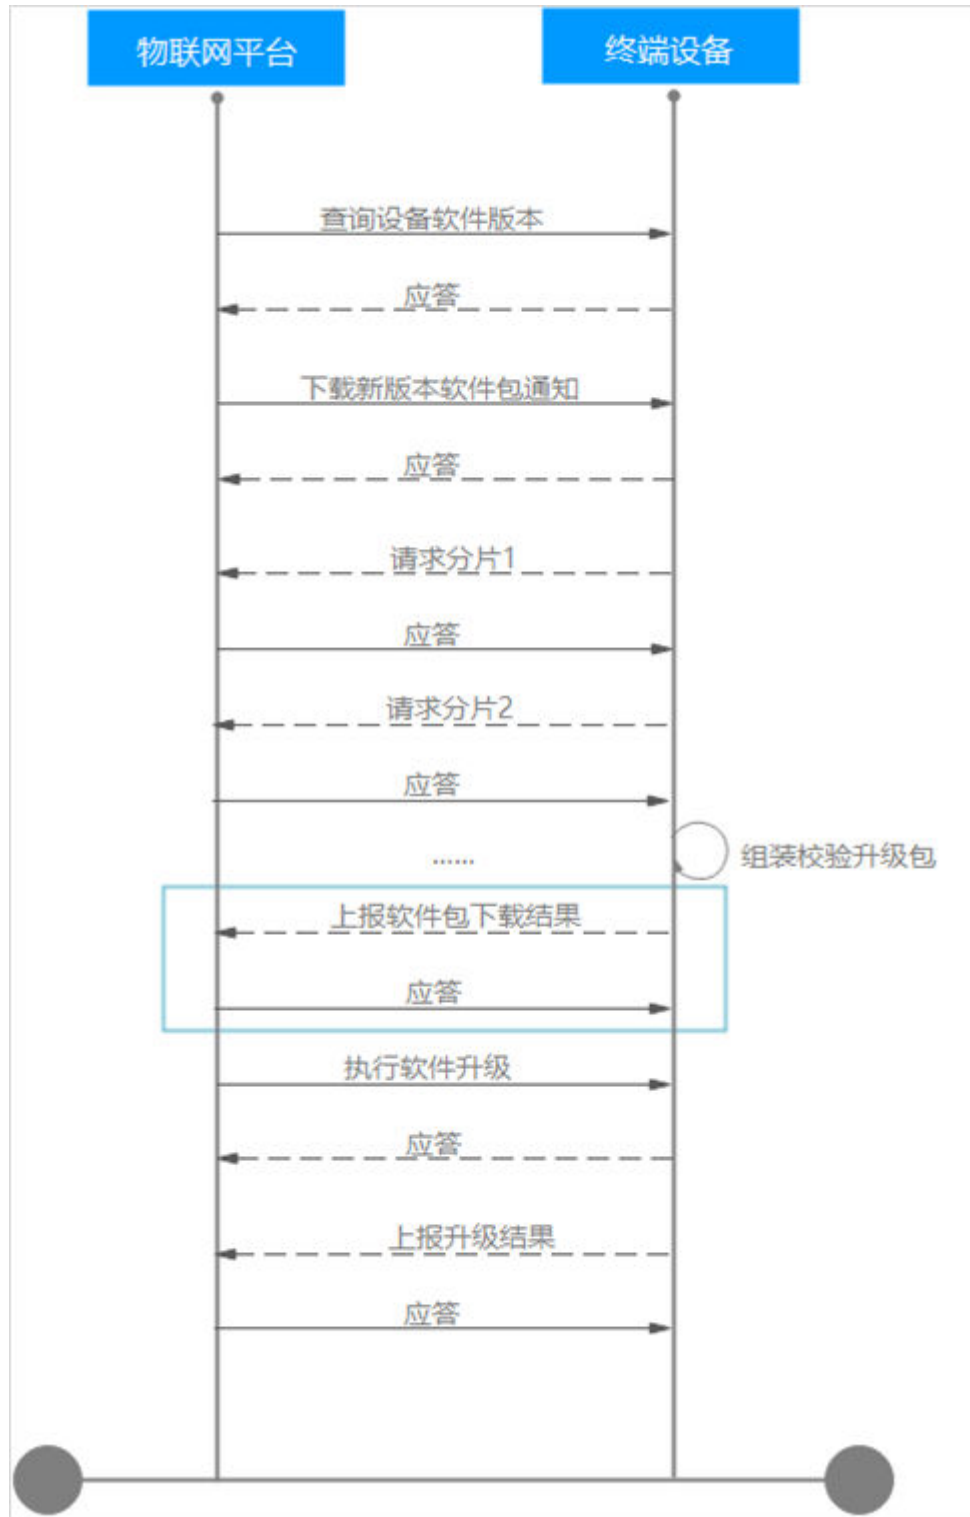 物联网平台
终端设备
查询设备软件版本
应答
下载新版本软件包通知
应答
请求分片1
应答
请求分片2
应答
......
组装校验升级包
上报软件包下载结果
应答
执行软件升级
应答
上报升级结果
应答